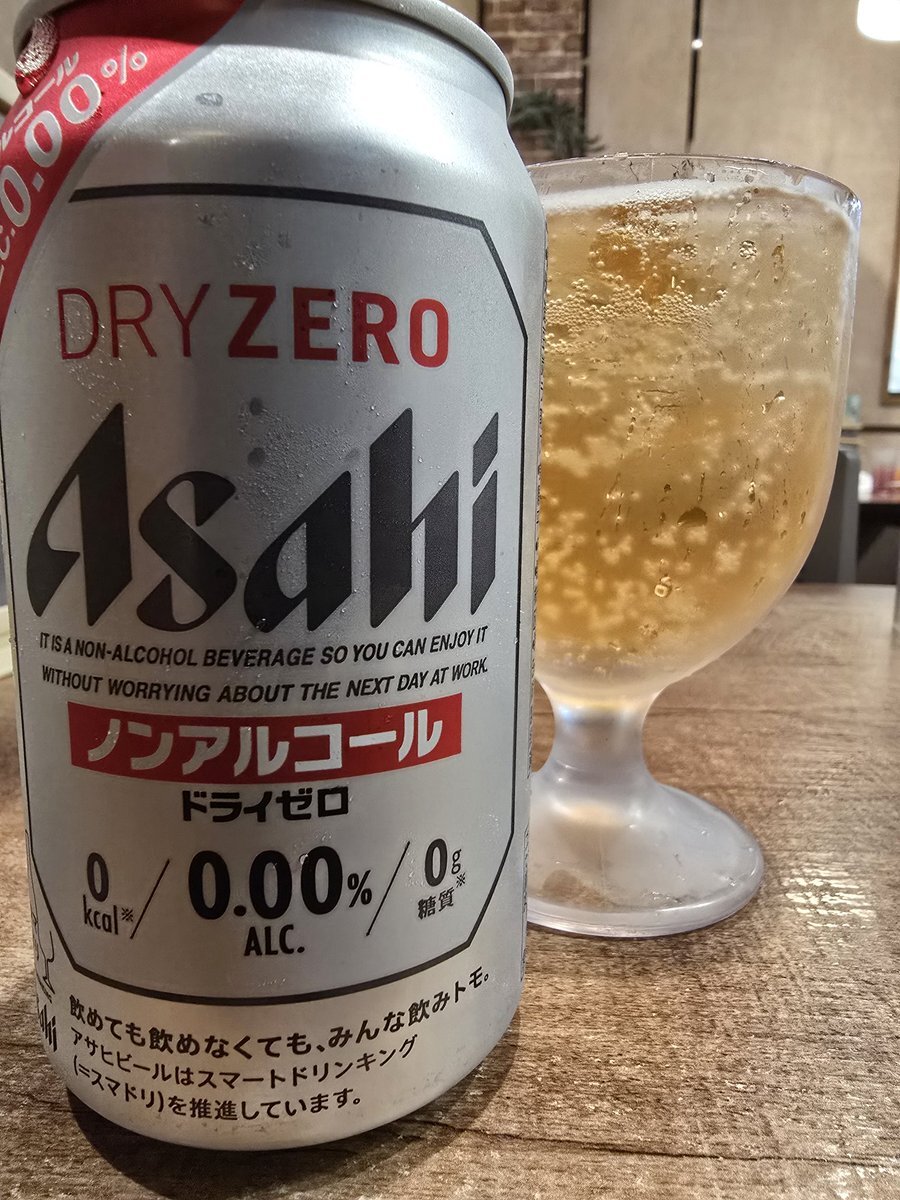 0.00%
DRY ZERO
Asahi
IT IS A NON-ALCOHOL BEVERAGE SO YOU CAN ENJOY IT
WITHOUT WORRYING ABOUT THE NEXT DAY AT WORK.
ノンアルコール
ドライゼロ
0 kcal※ / 0.00% ALC. / 0g 糖質※
飲めても飲めなくても、みんな飲みトモ。
アサヒビールはスマートドリンキング
(=スマドリ)を推進しています。